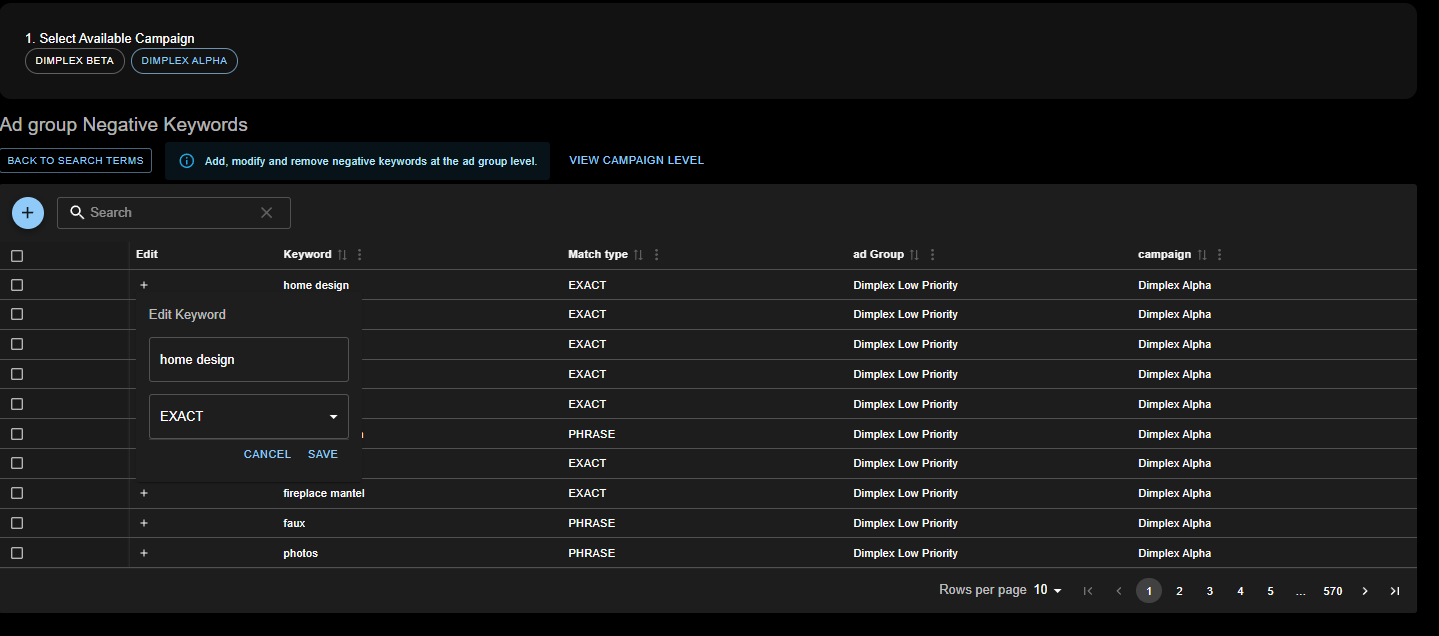 1. Select Available Campaign
DIMPLEX BETA DIMPLEX ALPHA
Ad group Negative Keywords
BACK TO SEARCH TERMS Add, modify and remove negative keywords at the ad group level. VIEW CAMPAIGN LEVEL
Search
Edit Keyword Match type ad Group campaign
home design EXACT Dimplex Low Priority Dimplex Alpha
EXACT Dimplex Low Priority Dimplex Alpha
EXACT Dimplex Low Priority Dimplex Alpha
EXACT Dimplex Low Priority Dimplex Alpha
EXACT Dimplex Low Priority Dimplex Alpha
PHRASE Dimplex Low Priority Dimplex Alpha
EXACT Dimplex Low Priority Dimplex Alpha
fireplace mantel EXACT Dimplex Low Priority Dimplex Alpha
faux PHRASE Dimplex Low Priority Dimplex Alpha
photos PHRASE Dimplex Low Priority Dimplex Alpha
Edit Keyword
home design
EXACT
CANCEL SAVE
Rows per page 10 1 2 3 4 5 ... 570